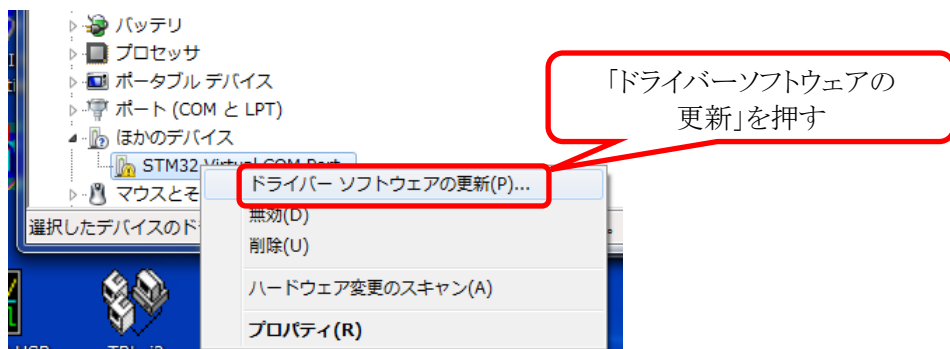 バッテリ
プロセッサ
ポータブル デバイス
ポート (COM と LPT)
ほかのデバイス
STM32 Virtual COM Port
マウスとそ
選択したデバイスのド
「ドライバーソフトウェアの
更新」を押す
ドライバー ソフトウェアの更新(P)...
無効(D)
削除(U)
ハードウェア変更のスキャン(A)
プロパティ(R)